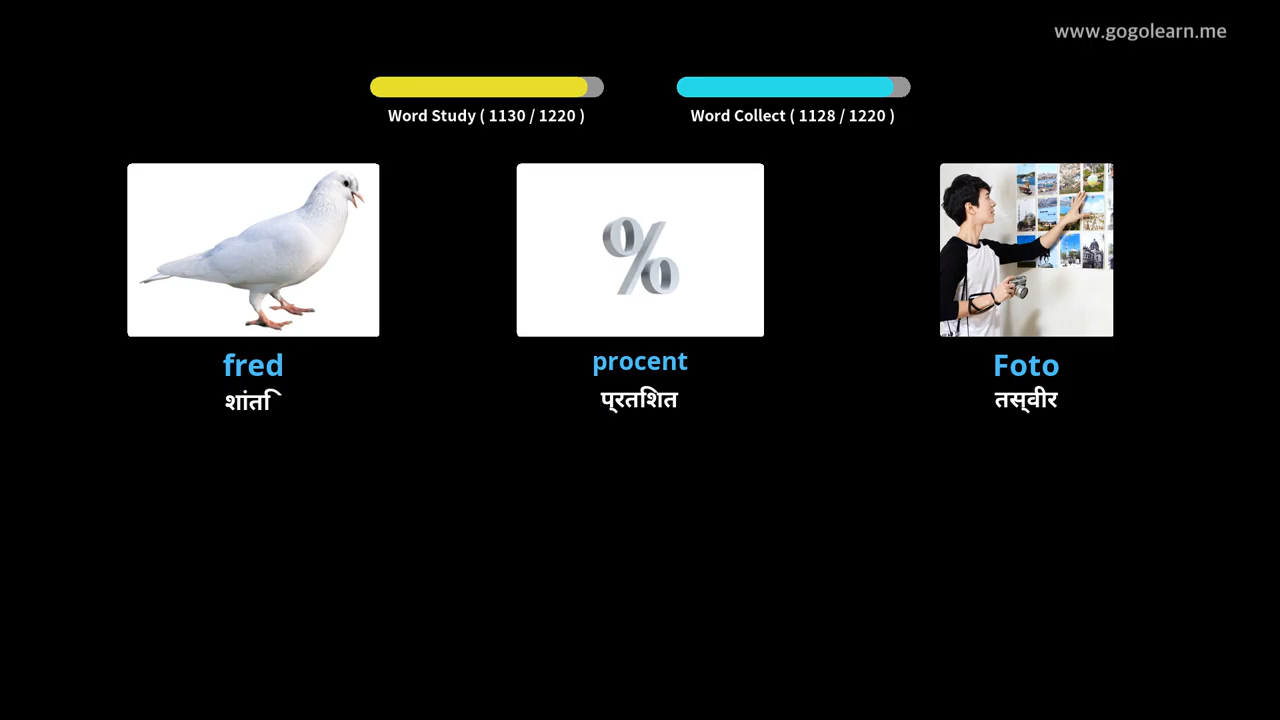 www.gogolearn.me
Word Study ( 1130 / 1220 )
Word Collect ( 1128 / 1220 )
fred
शांति
procent
प्रतिशत
Foto
तस्वीर